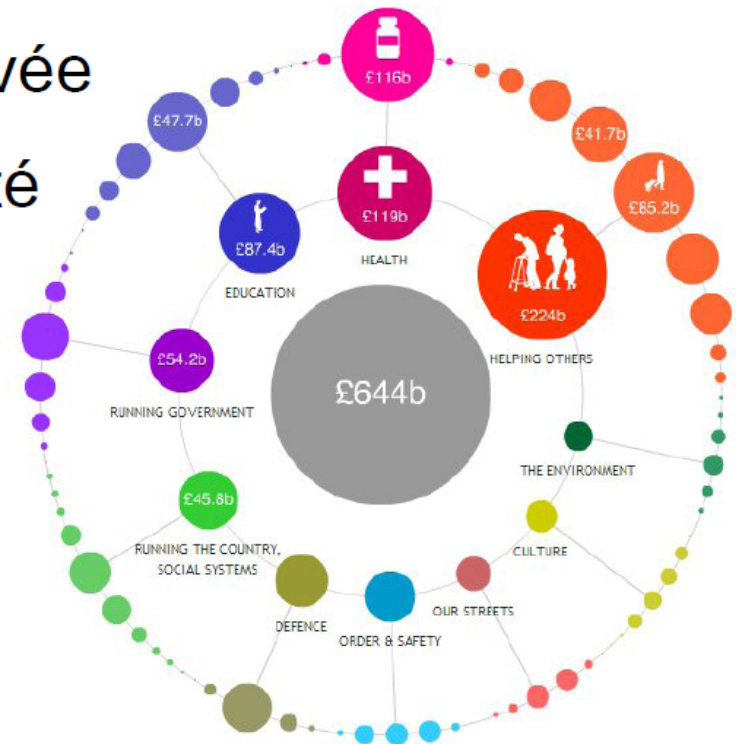 vée
té
£116b
£47.7b
£41.7b
£85.2b
£119b
HEALTH
£87.4b
EDUCATION
£224b
HELPING OTHERS
£54.2b
RUNNING GOVERNMENT
£644b
THE ENVIRONMENT
£45.8b
RUNNING THE COUNTRY,
SOCIAL SYSTEMS
CULTURE
OUR STREETS
DEFENCE
ORDER & SAFETY